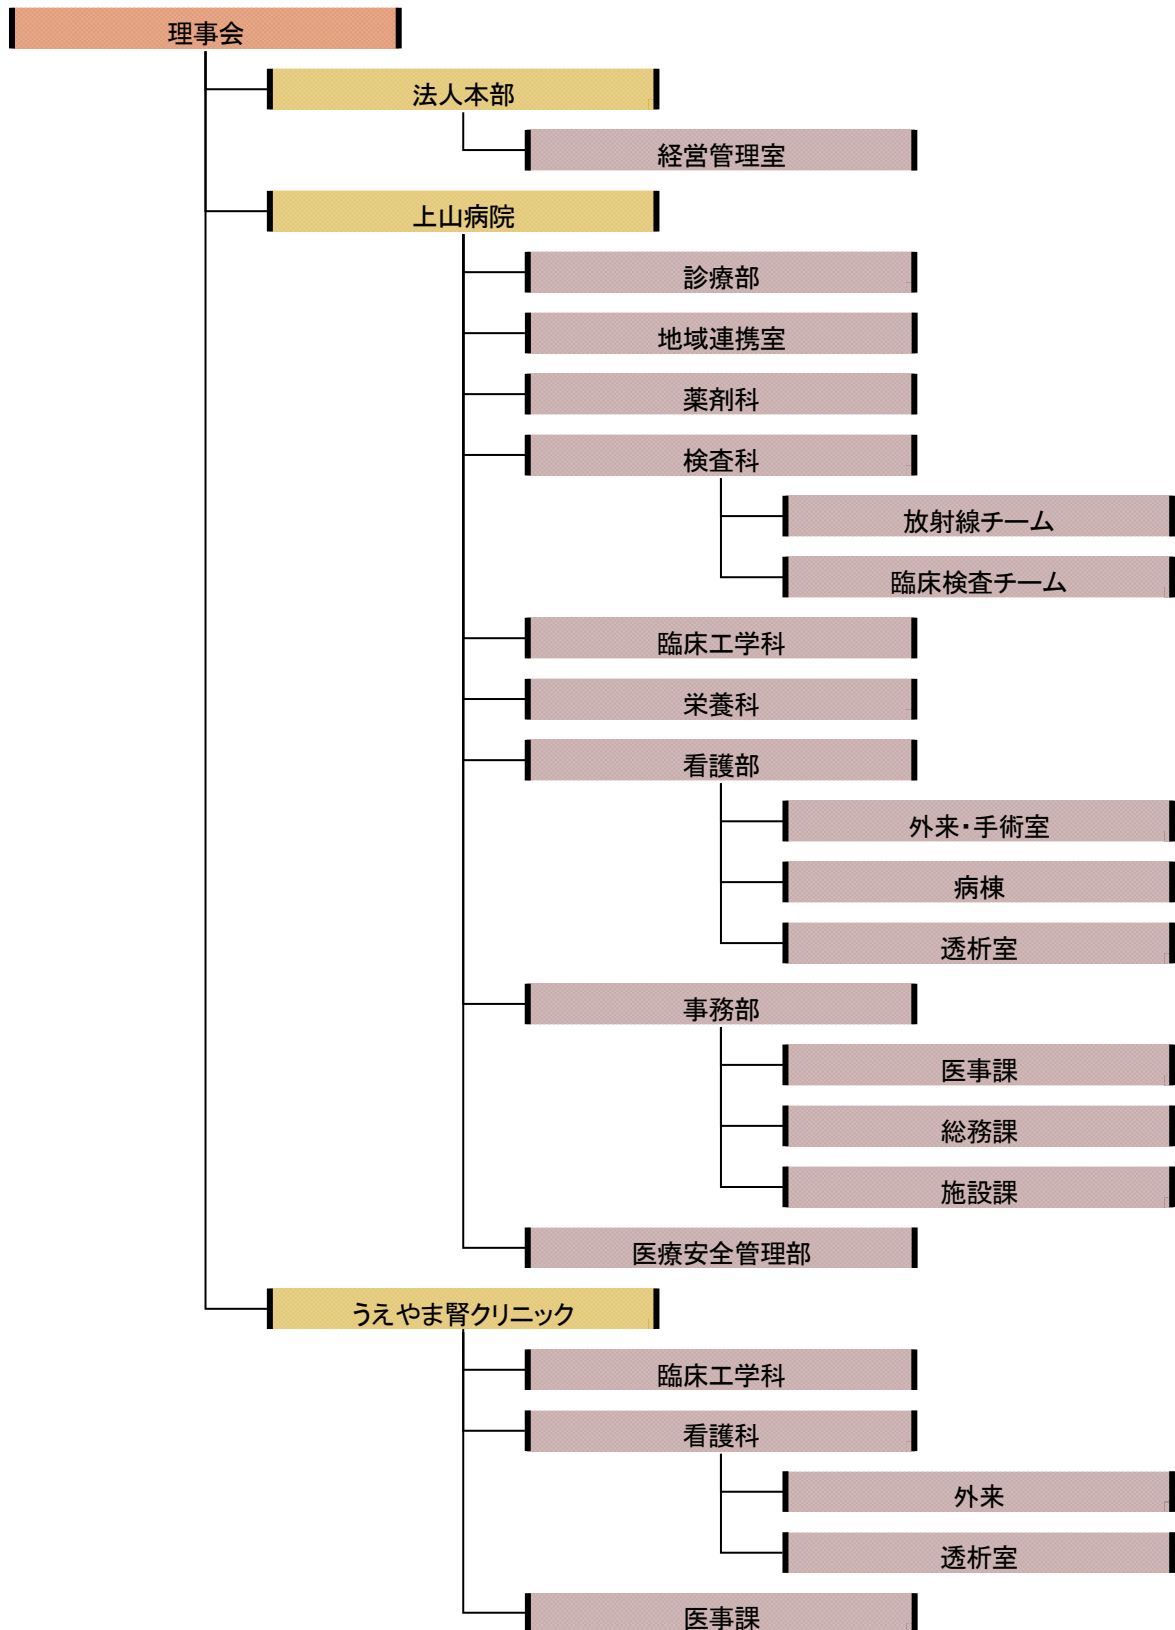 理事会
法人本部
経営管理室
上山病院
診療部
地域連携室
薬剤科
検査科
放射線チーム
臨床検査チーム
臨床工学科
栄養科
看護部
外来・手術室
病棟
透析室
事務部
医事課
総務課
施設課
医療安全管理部
うえやま腎クリニック
臨床工学科
看護科
外来
透析室
医事課